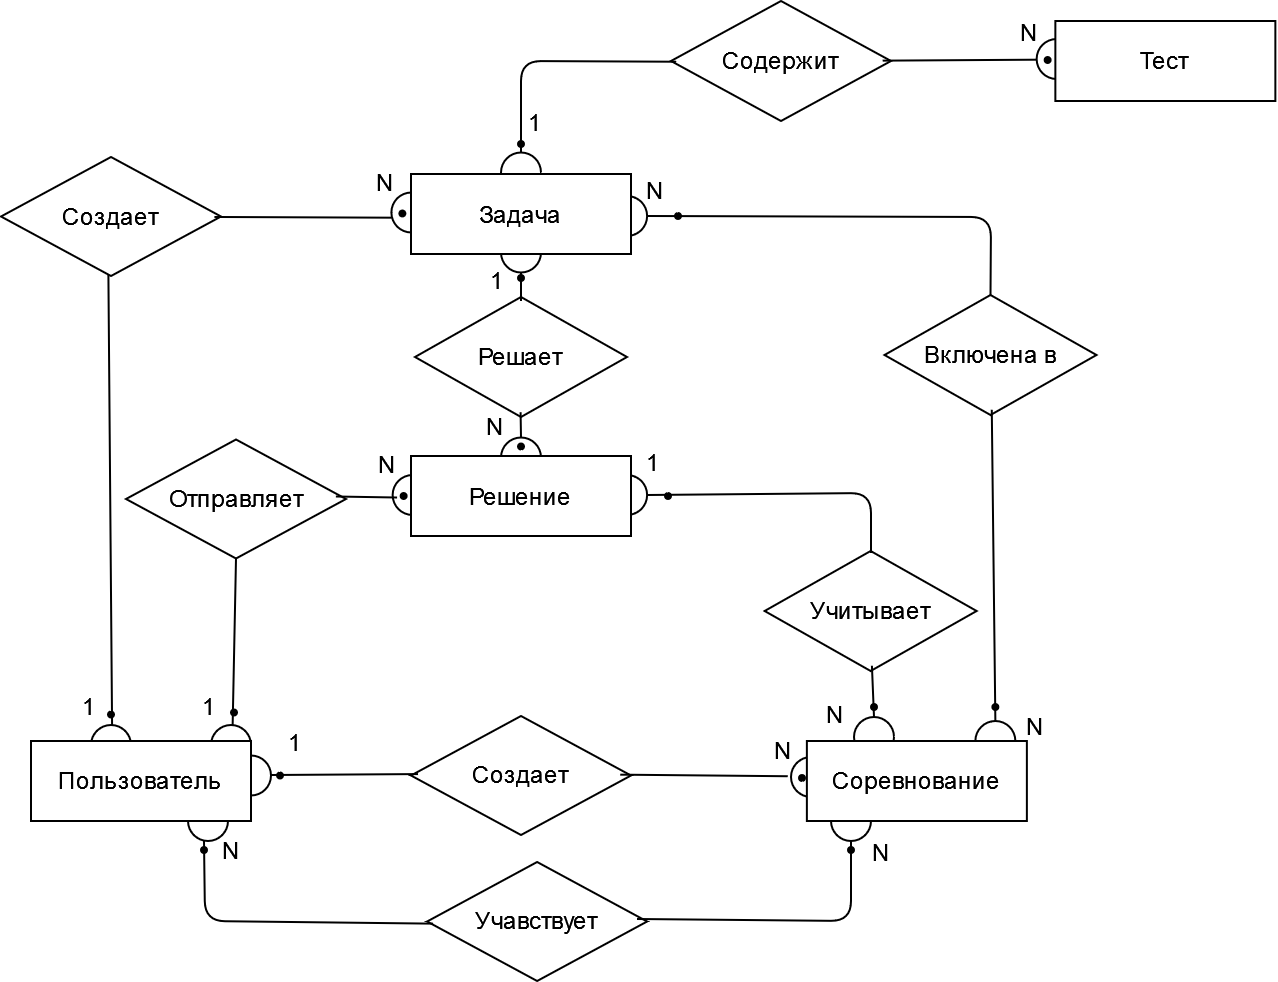 Содержит
N
Тест
1
Создает
N
Задача
N
1
Решает
Включена в
N
Отправляет
N
Решение
1
Учитывает
1
1
1
Создает
N
N
N
Пользователь
Соревнование
N
N
Учавствует